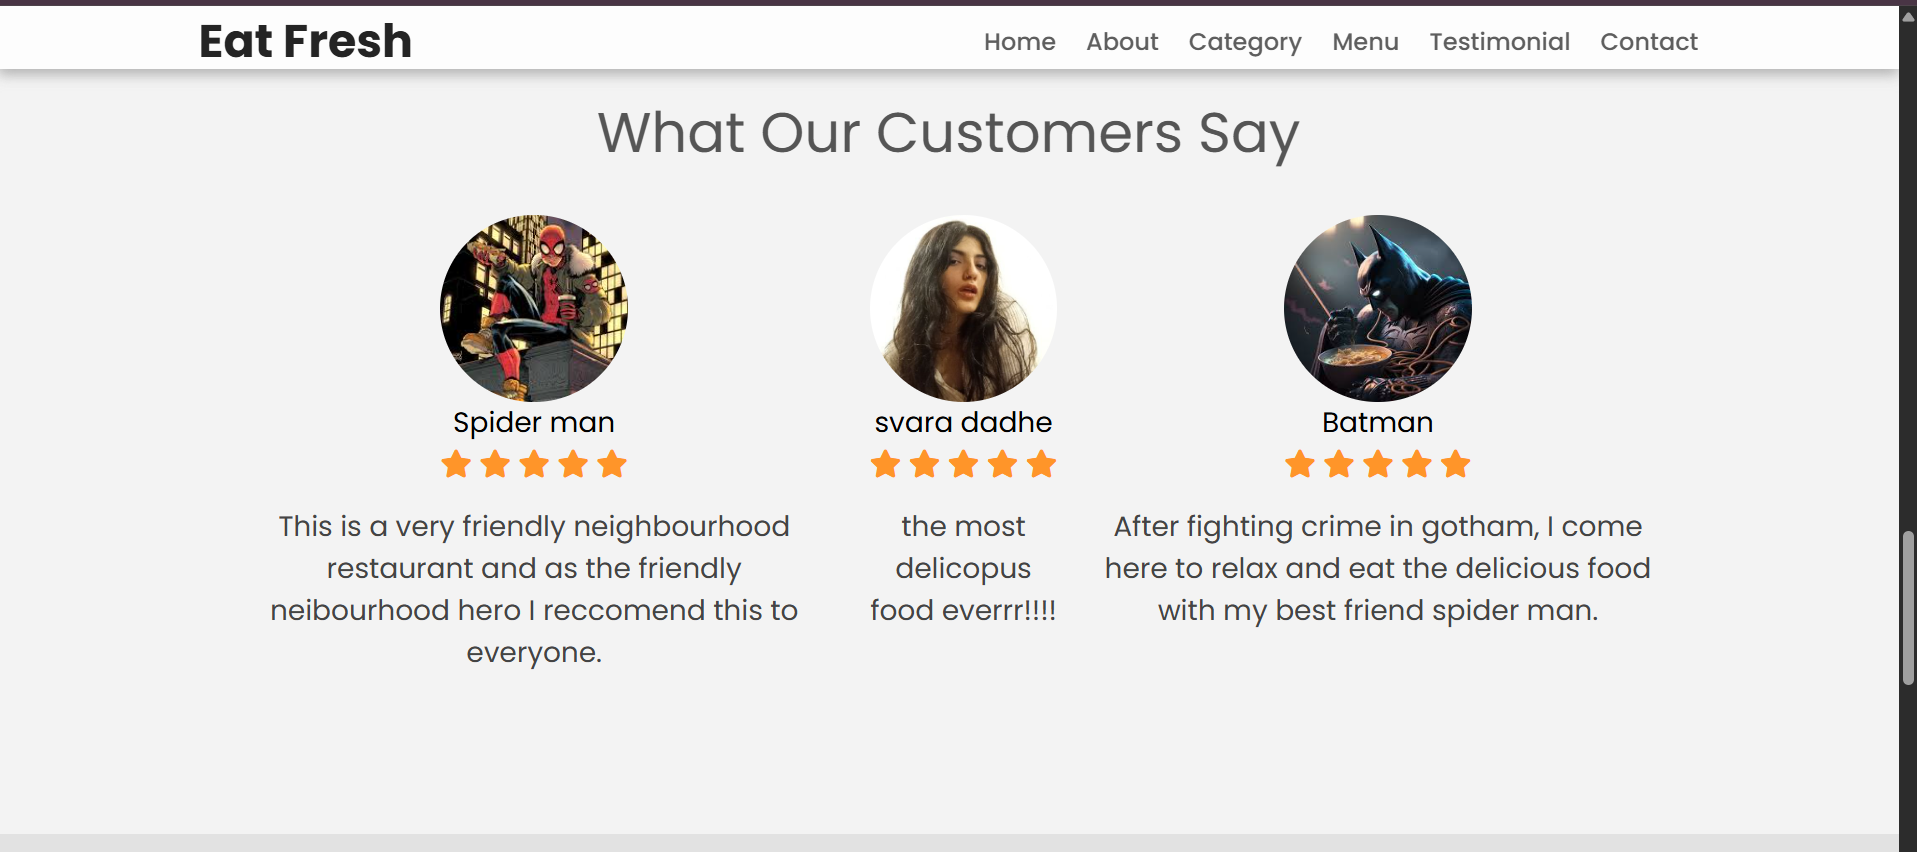 Eat Fresh
Home About Category Menu Testimonial Contact
What Our Customers Say
Spider man
This is a very friendly neighbourhood
restaurant and as the friendly
neibourhood hero I reccomend this to
everyone.
svara dadhe
the most
delicopus
food everrr!!!!
Batman
After fighting crime in gotham, I come
here to relax and eat the delicious food
with my best friend spider man.